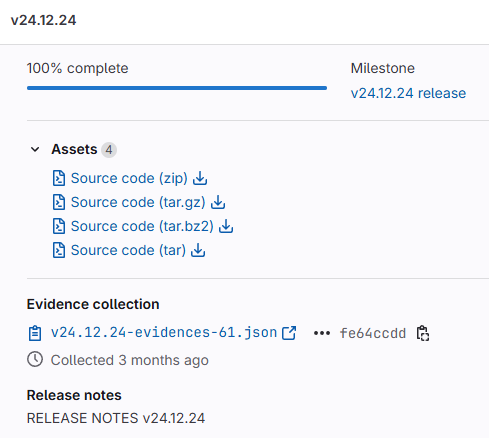 v24.12.24
100% complete
Milestone
v24.12.24 release
Assets 4
Source code (zip)
Source code (tar.gz)
Source code (tar.bz2)
Source code (tar)
Evidence collection
v24.12.24-evidences-61.json ••• fe64ccdd
Collected 3 months ago
Release notes
RELEASE NOTES v24.12.24